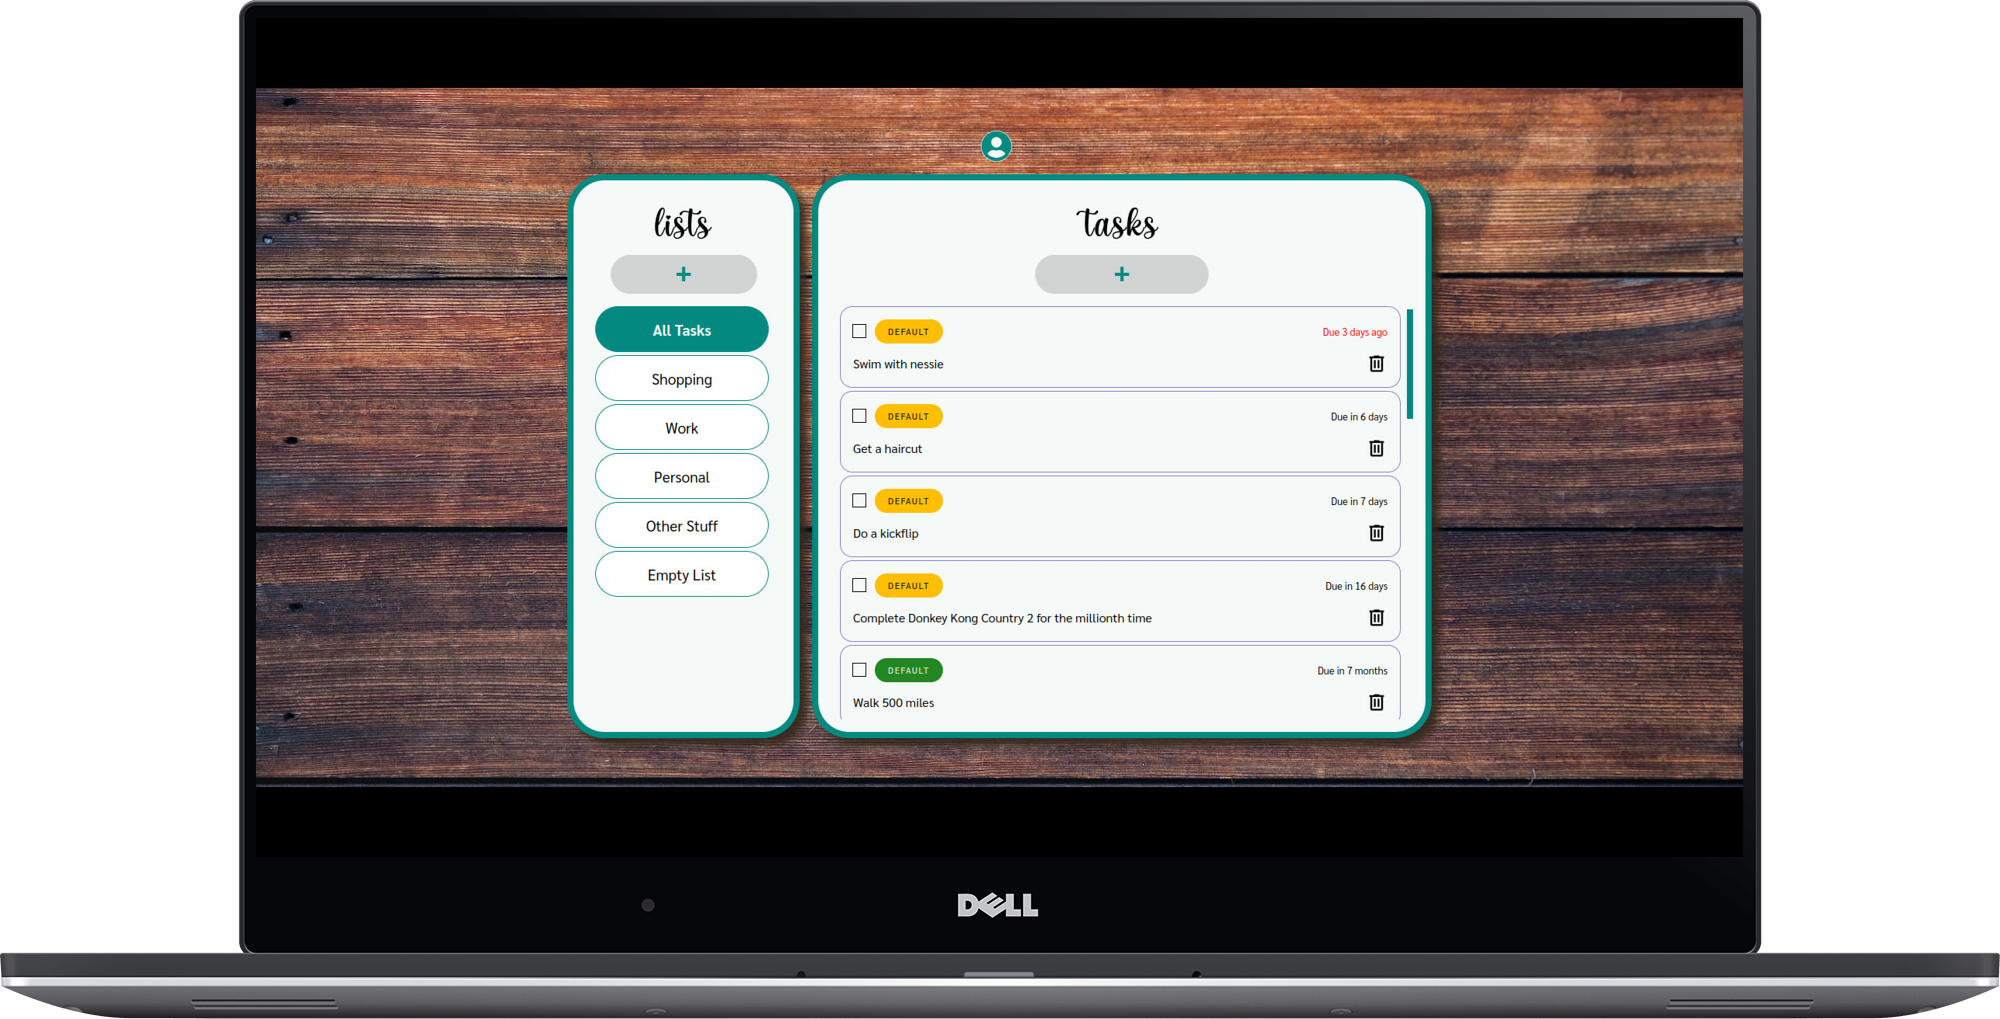 lists
+
All Tasks
Shopping
Work
Personal
Other Stuff
Empty List
tasks
+
DEFAULT
Due 3 days ago
Swim with nessie
DEFAULT
Due in 6 days
Get a haircut
DEFAULT
Due in 7 days
Do a kickflip
DEFAULT
Due in 16 days
Complete Donkey Kong Country 2 for the millionth time
DEFAULT
Due in 7 months
Walk 500 miles
DELL